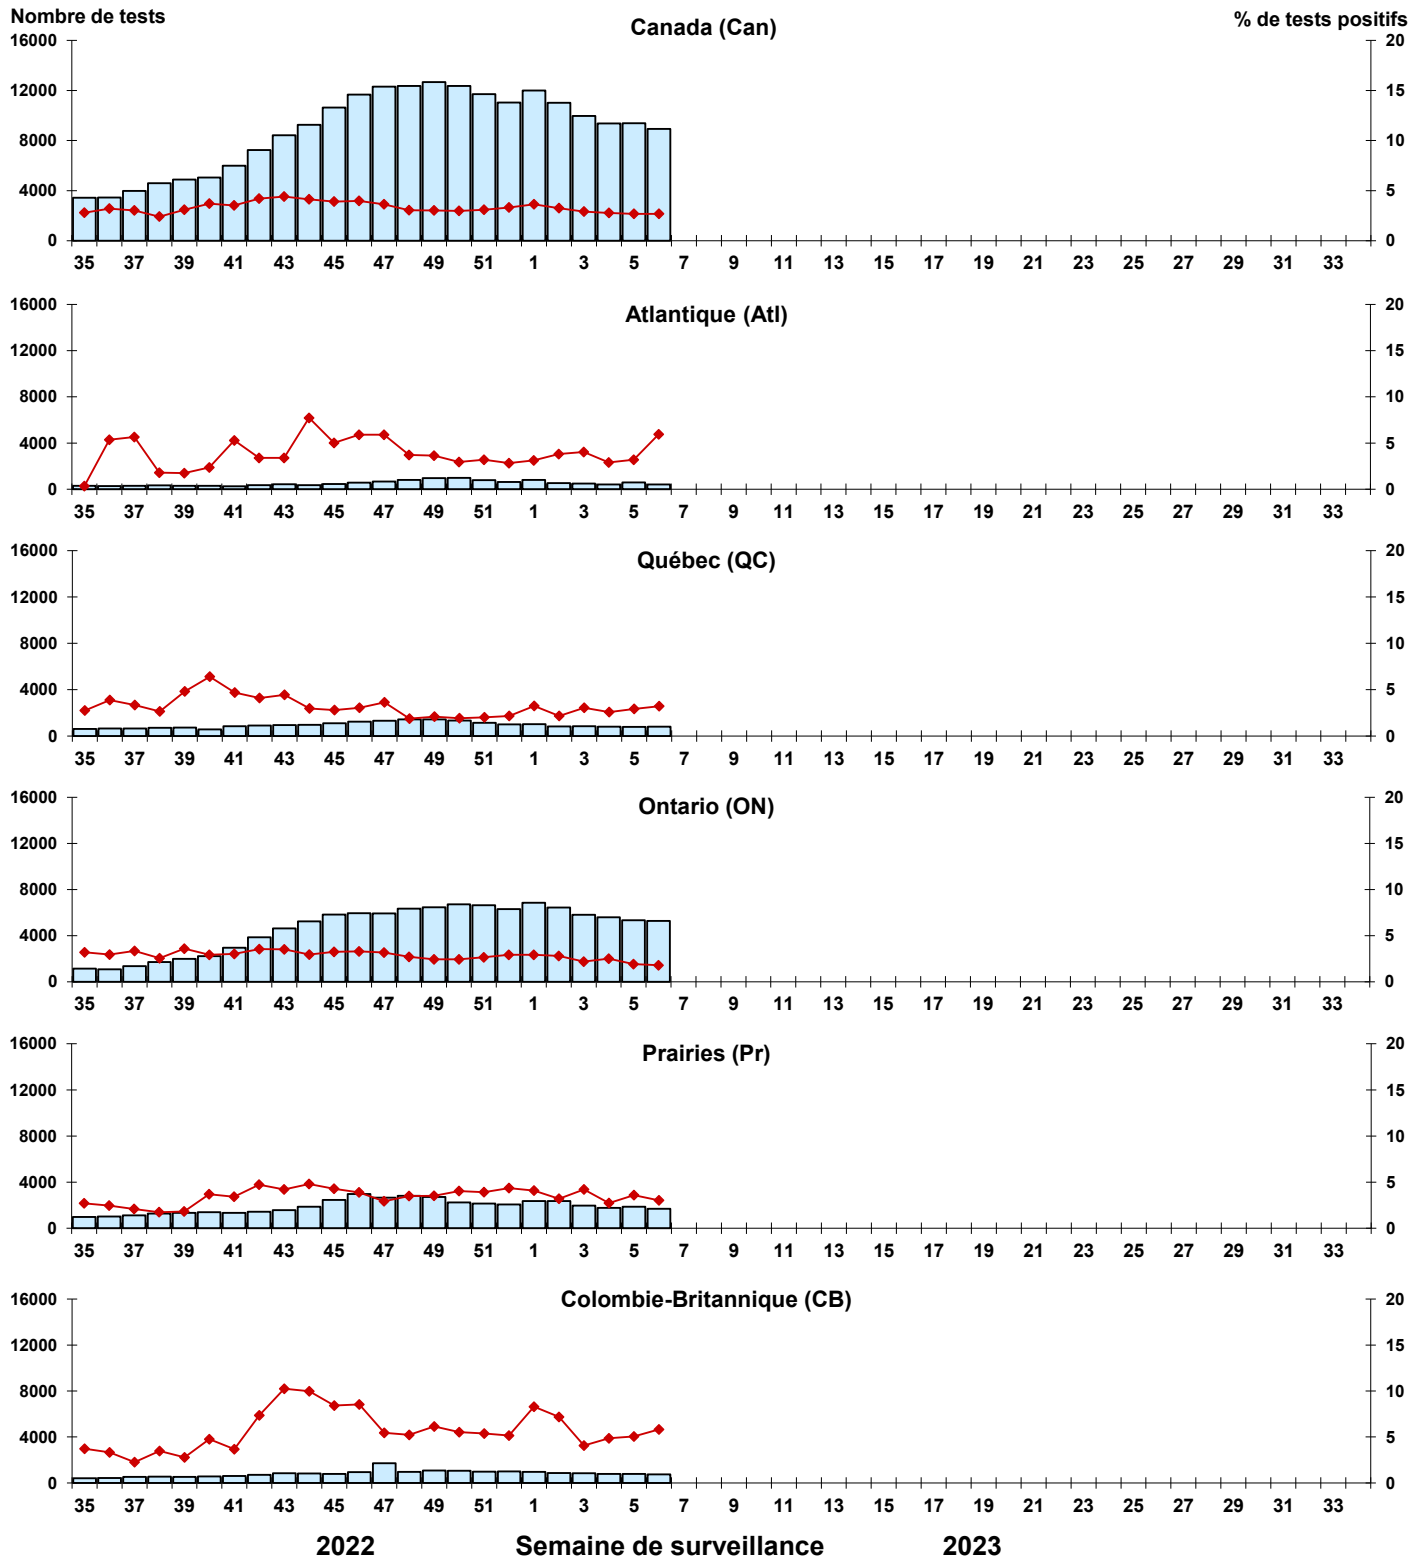 Nombre de tests
Canada (Can)
% de tests positifs
16000 20
12000 15
8000 10
4000 5
0 0
35 37 39 41 43 45 47 49 51 1 3 5 7 9 11 13 15 17 19 21 23 25 27 29 31 33
Atlantique (Atl)
16000 20
12000 15
8000 10
4000 5
0 0
35 37 39 41 43 45 47 49 51 1 3 5 7 9 11 13 15 17 19 21 23 25 27 29 31 33
Québec (QC)
16000 20
12000 15
8000 10
4000 5
0 0
35 37 39 41 43 45 47 49 51 1 3 5 7 9 11 13 15 17 19 21 23 25 27 29 31 33
Ontario (ON)
16000 20
12000 15
8000 10
4000 5
0 0
35 37 39 41 43 45 47 49 51 1 3 5 7 9 11 13 15 17 19 21 23 25 27 29 31 33
Prairies (Pr)
16000 20
12000 15
8000 10
4000 5
0 0
35 37 39 41 43 45 47 49 51 1 3 5 7 9 11 13 15 17 19 21 23 25 27 29 31 33
Colombie-Britannique (CB)
16000 20
12000 15
8000 10
4000 5
0 0
35 37 39 41 43 45 47 49 51 1 3 5 7 9 11 13 15 17 19 21 23 25 27 29 31 33
2022 Semaine de surveillance 2023